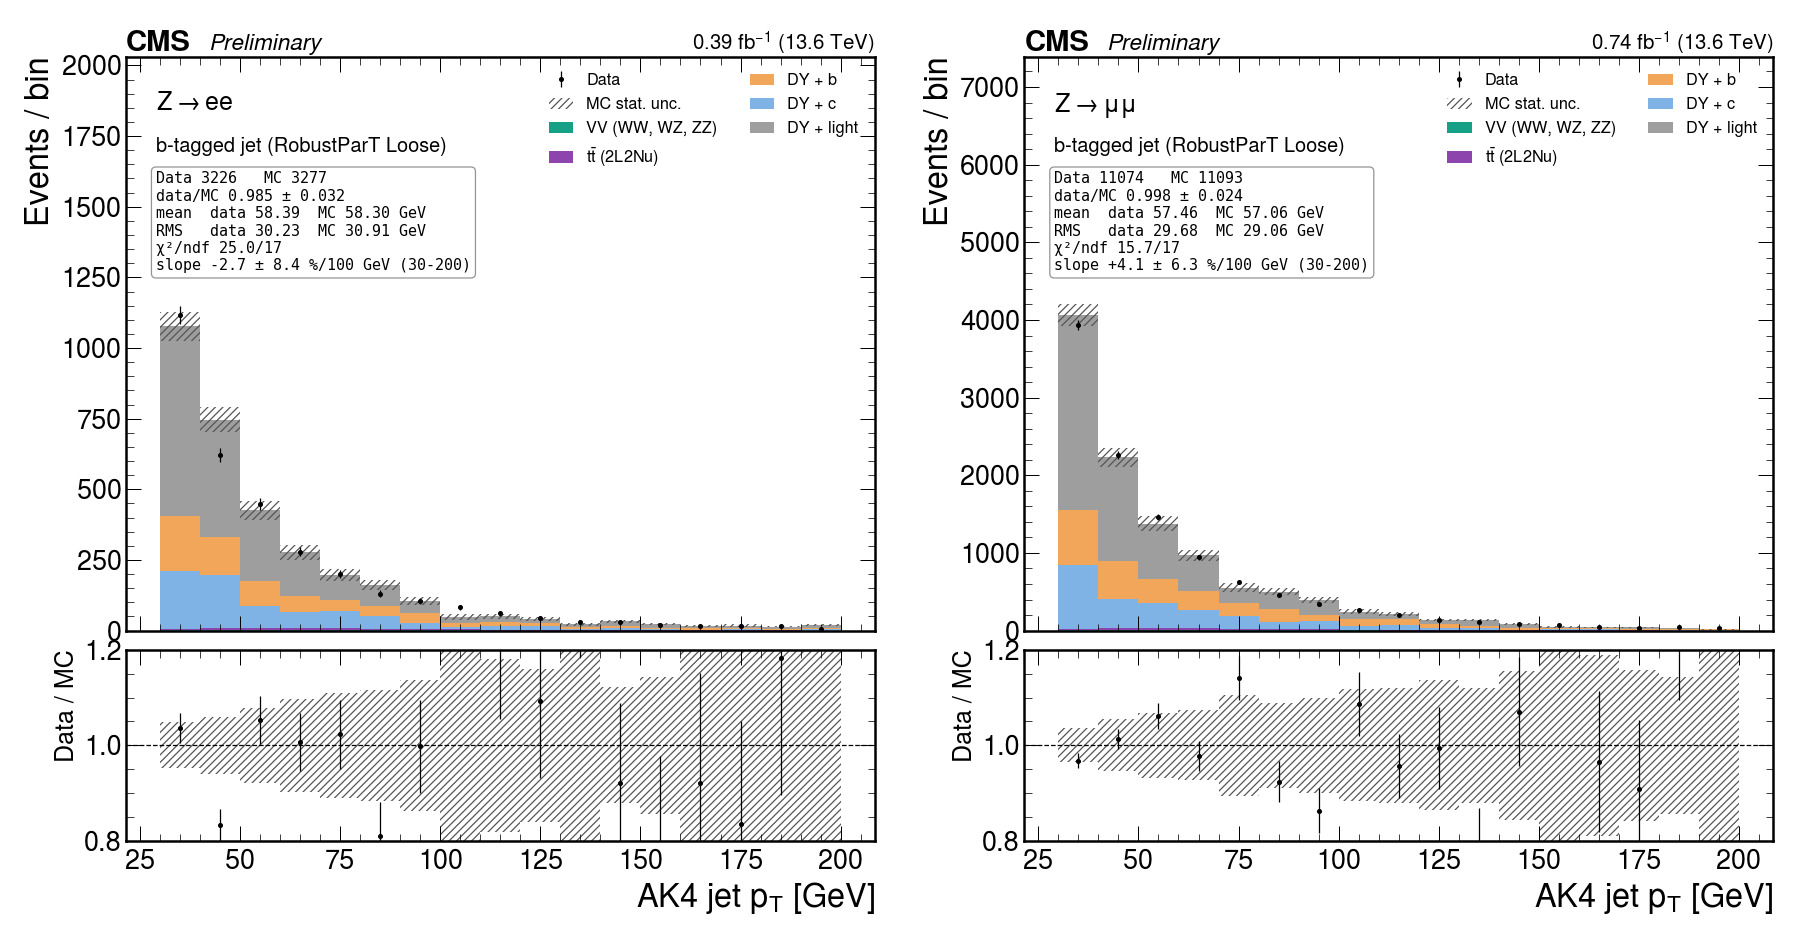 CMS Preliminary 0.39 fb⁻¹ (13.6 TeV)
Events / bin
2000
1750
1500
1250
1000
750
500
250
0
Z→ee
b-tagged jet (RobustParT Loose)
Data 3226   MC 3277
data/MC 0.985 ± 0.032
mean  data 58.39  MC 58.30 GeV
RMS   data 30.23  MC 30.91 GeV
χ²/ndf 25.0/17
slope -2.7 ± 8.4 %/100 GeV (30-200)
Data
MC stat. unc.
VV (WW, WZ, ZZ)
tt̄ (2L2Nu)
DY + b
DY + c
DY + light
Data / MC
1.2
1.0
0.8
25 50 75 100 125 150 175 200
AK4 jet p_T [GeV]
CMS Preliminary 0.74 fb⁻¹ (13.6 TeV)
Events / bin
7000
6000
5000
4000
3000
2000
1000
0
Z→μμ
b-tagged jet (RobustParT Loose)
Data 11074   MC 11093
data/MC 0.998 ± 0.024
mean  data 57.46  MC 57.06 GeV
RMS   data 29.68  MC 29.06 GeV
χ²/ndf 15.7/17
slope +4.1 ± 6.3 %/100 GeV (30-200)
Data
MC stat. unc.
VV (WW, WZ, ZZ)
tt̄ (2L2Nu)
DY + b
DY + c
DY + light
Data / MC
1.2
1.0
0.8
25 50 75 100 125 150 175 200
AK4 jet p_T [GeV]